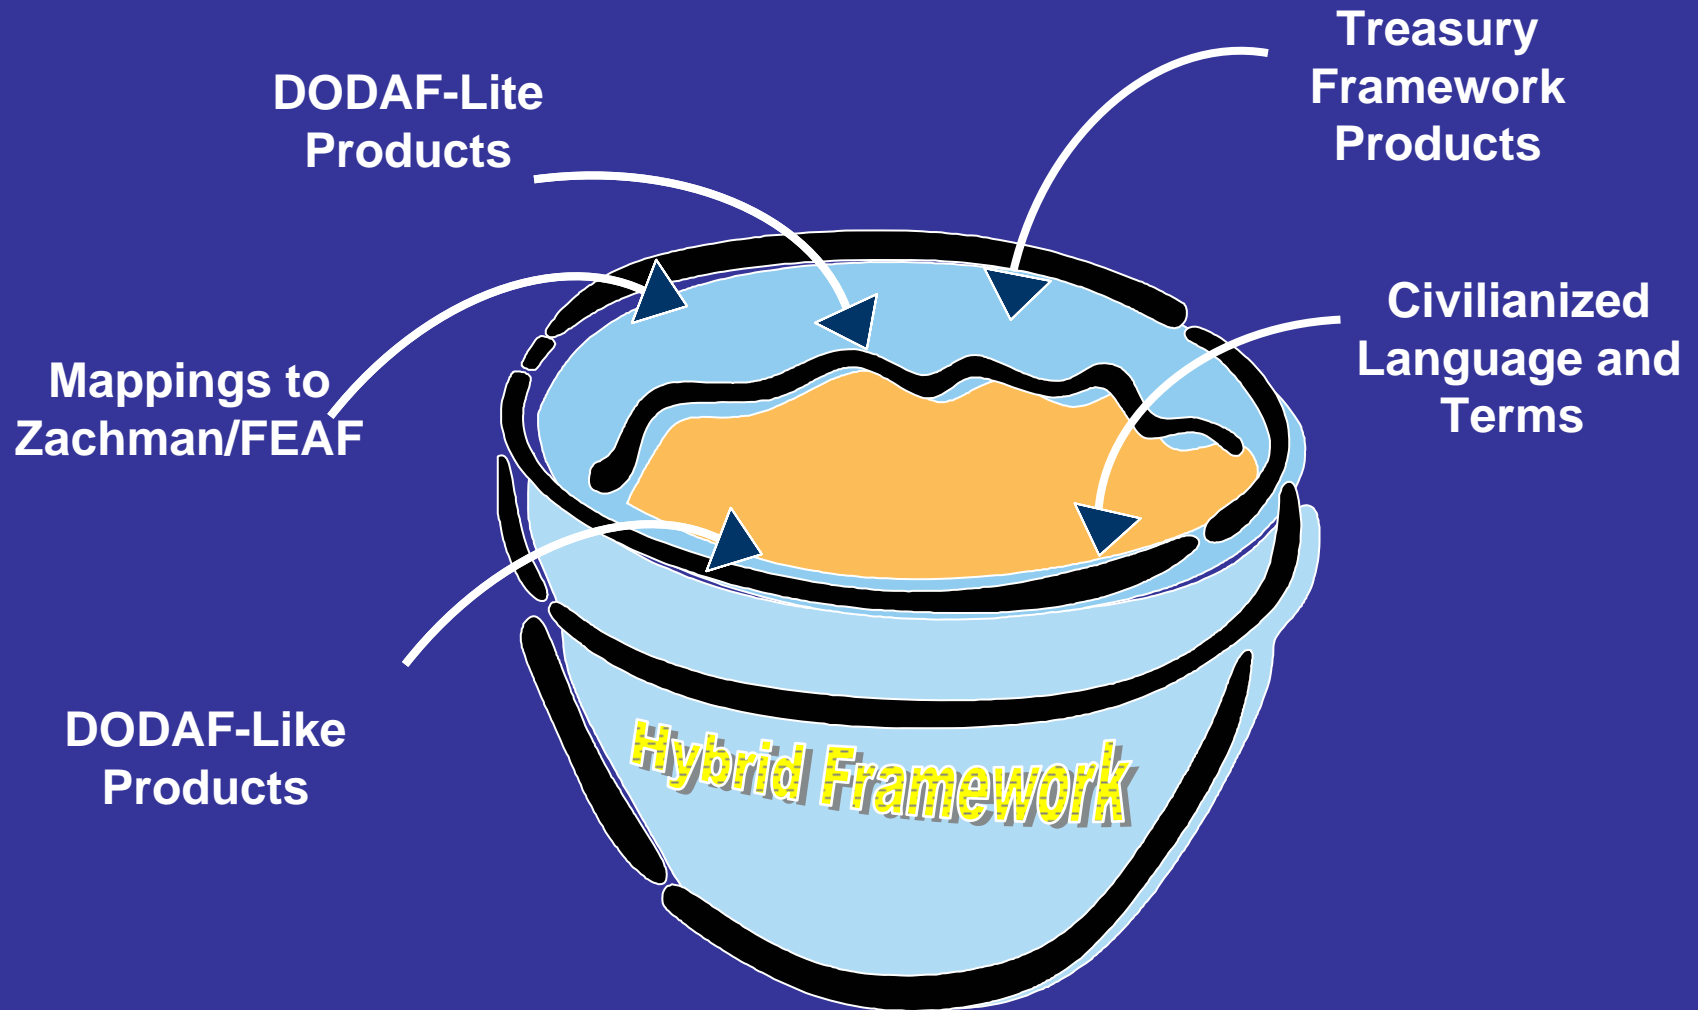 DODAF-Lite
Products
Treasury
Framework
Products
Mappings to
Zachman/FEAF
Civilianized
Language and
Terms
DODAF-Like
Products
Hybrid Framework